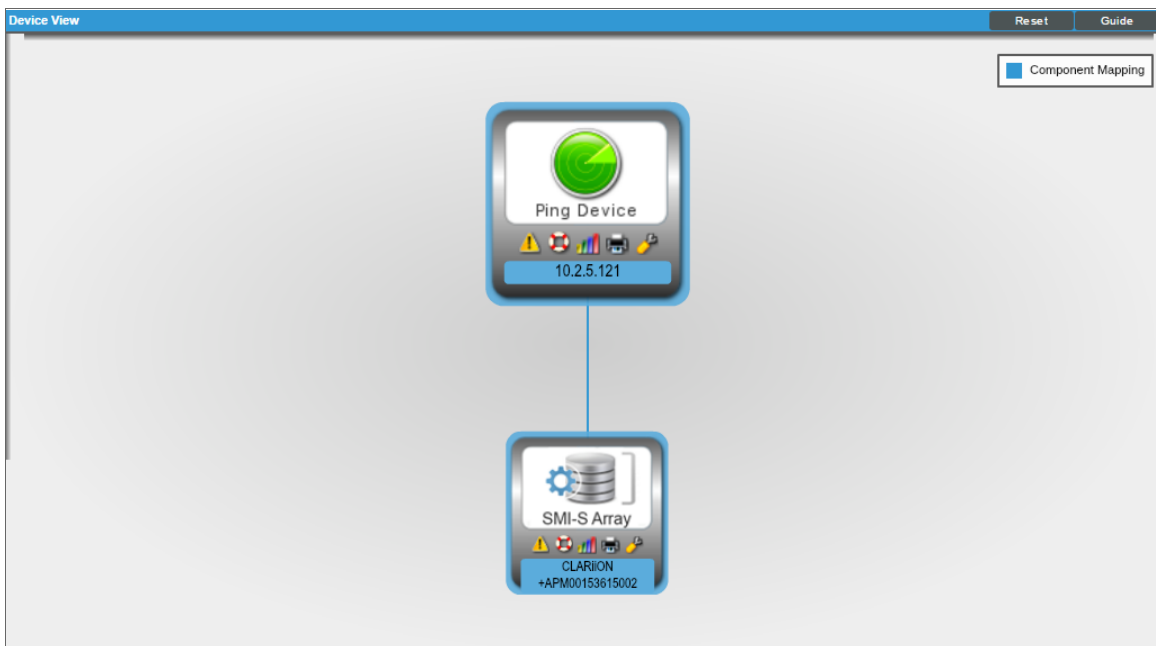 Device View
Reset
Guide
Component Mapping
Ping Device
10.2.5.121
SMI-S Array
CLARiiON
+APM00153615002